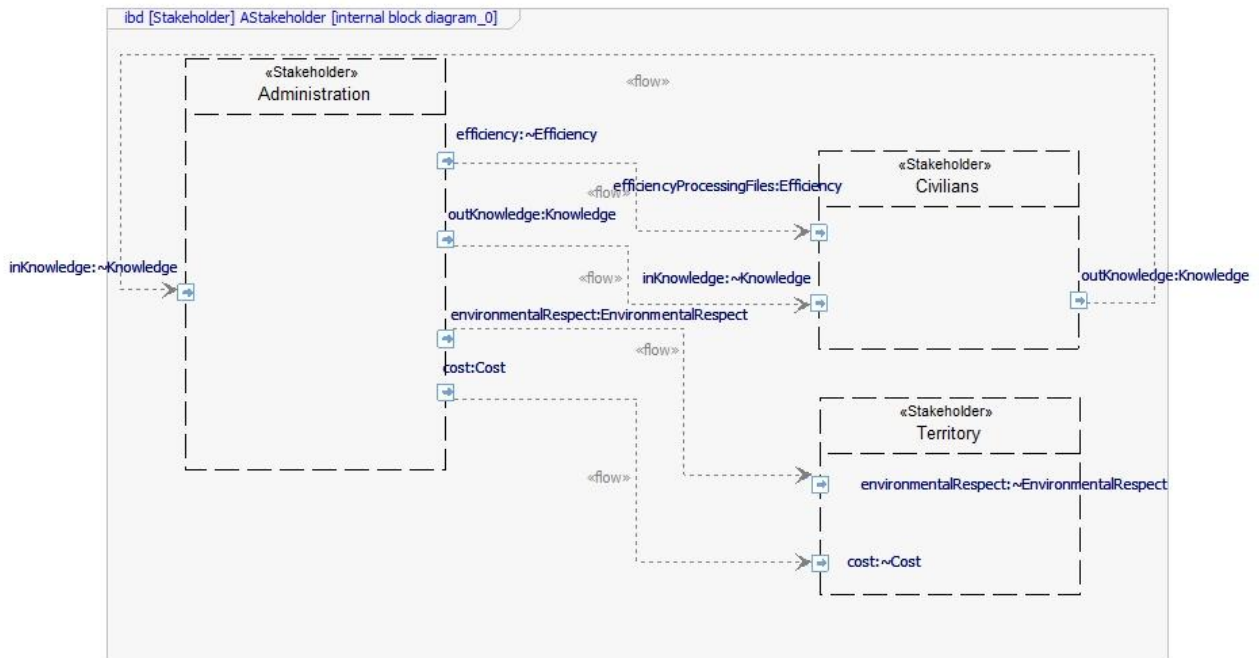 ibd [Stakeholder] AStakeholder [internal block diagram_0]
«Stakeholder»
Administration
«flow»
efficiency:~Efficiency
«Stakeholder»
Civilians
«flow»
efficiencyProcessingFiles:Efficiency
outKnowledge:Knowledge
inKnowledge:~Knowledge
«flow»
inKnowledge:~Knowledge
outKnowledge:Knowledge
environmentalRespect:EnvironmentalRespect
«flow»
cost:Cost
«Stakeholder»
Territory
«flow»
environmentalRespect:~EnvironmentalRespect
cost:~Cost